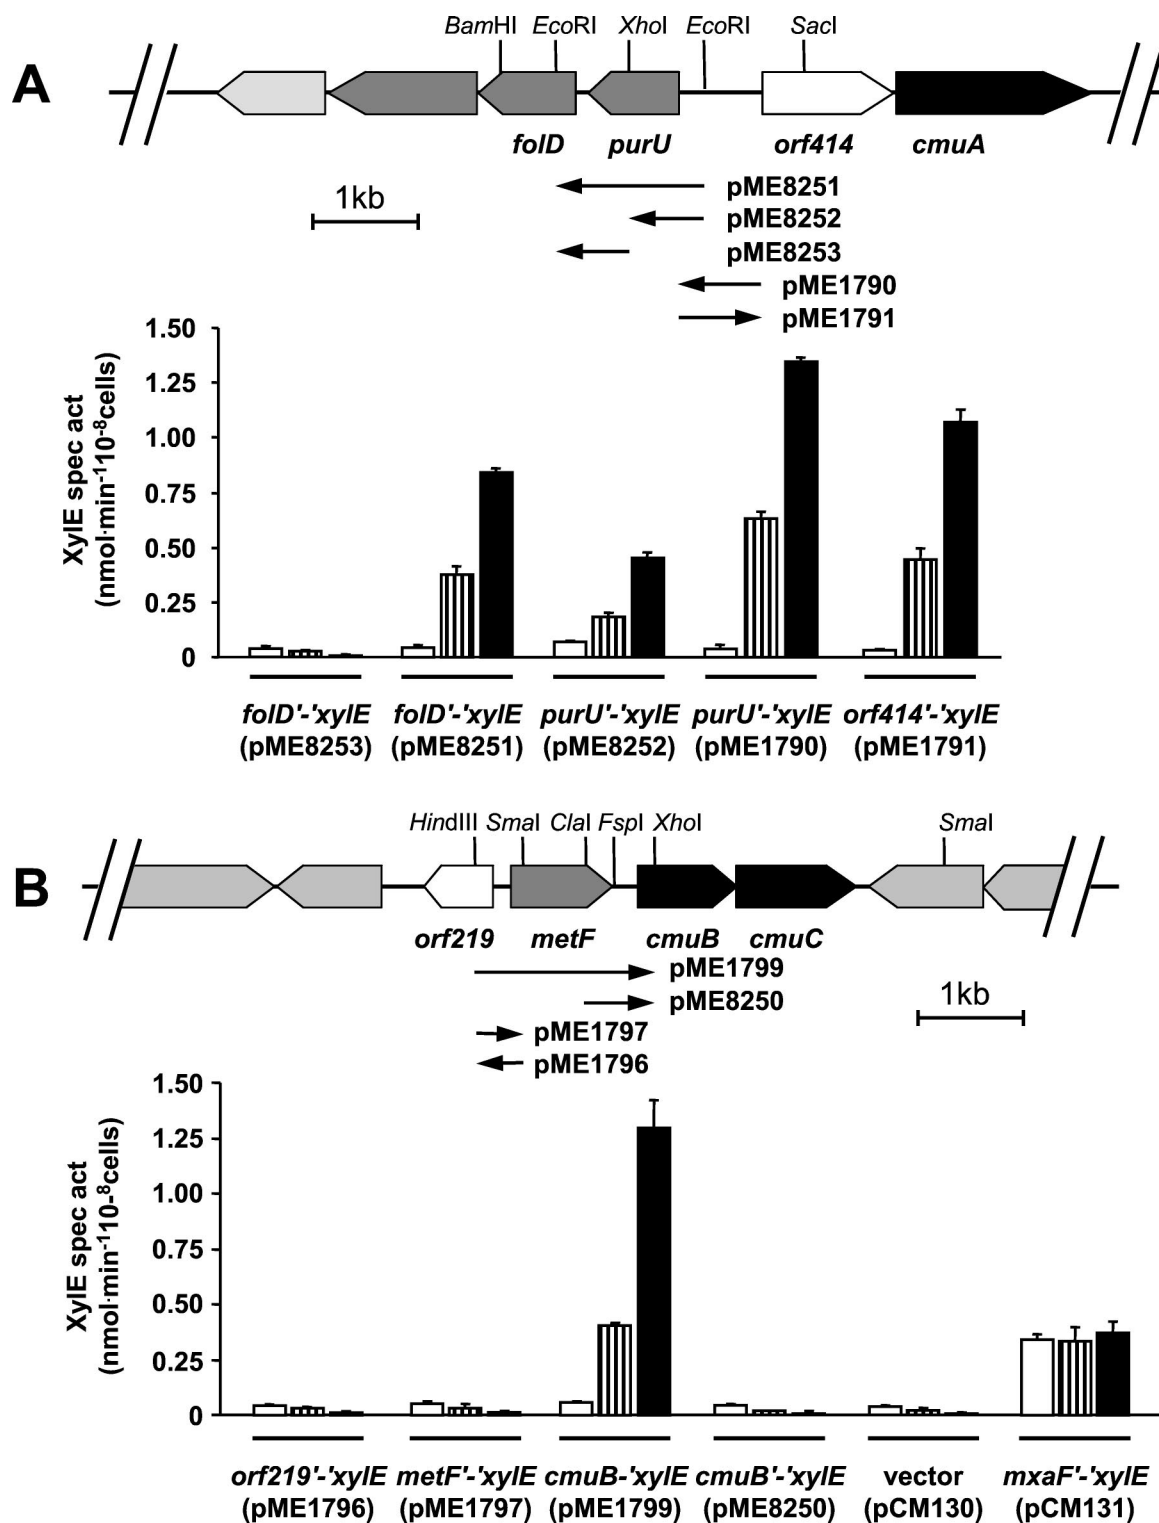 A
BamHI EcoRI XhoI EcoRI SacI
folD purU orf414 cmuA
pME8251
1kb
pME8252
pME8253
pME1790
pME1791
XylE spec act
(nmol·min-110-8cells)
1.50
1.25
1.00
0.75
0.50
0.25
0
folD'-'xylE folD'-'xylE purU'-'xylE purU'-'xylE orf414'-'xylE
(pME8253) (pME8251) (pME8252) (pME1790) (pME1791)
B
HindIII SmaI ClaI FspI XhoI SmaI
orf219 metF cmuB cmuC
pME1799
pME8250
1kb
pME1797
pME1796
XylE spec act
(nmol·min-110-8cells)
1.50
1.25
1.00
0.75
0.50
0.25
0
orf219'-'xylE metF'-'xylE cmuB-'xylE cmuB'-'xylE vector mxaF'-'xylE
(pME1796) (pME1797) (pME1799) (pME8250) (pCM130) (pCM131)